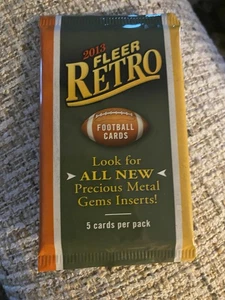 2013
FLEER
RETRO
FOOTBALL
CARDS
Look for
ALL NEW
Precious Metal
Gems Inserts!
5 cards per pack